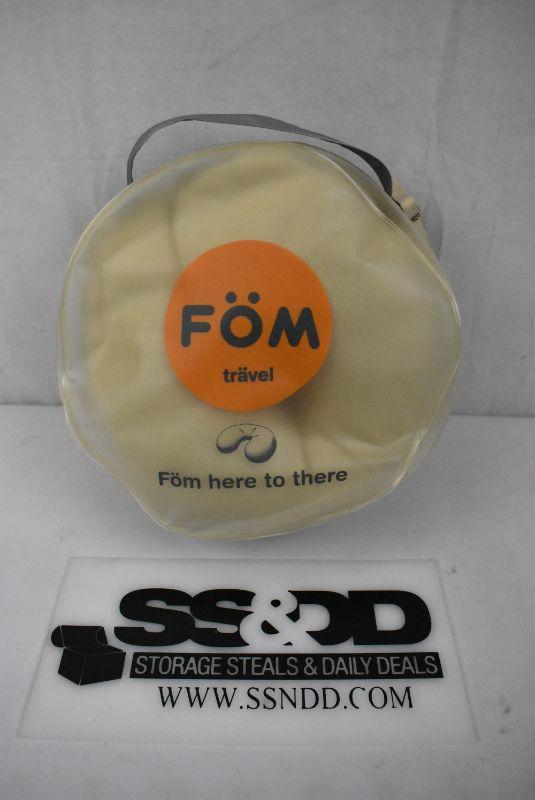 FÖM
trävel
Föm here to there
SS&DD
STORAGE STEALS & DAILY DEALS
WWW.SSNDD.COM